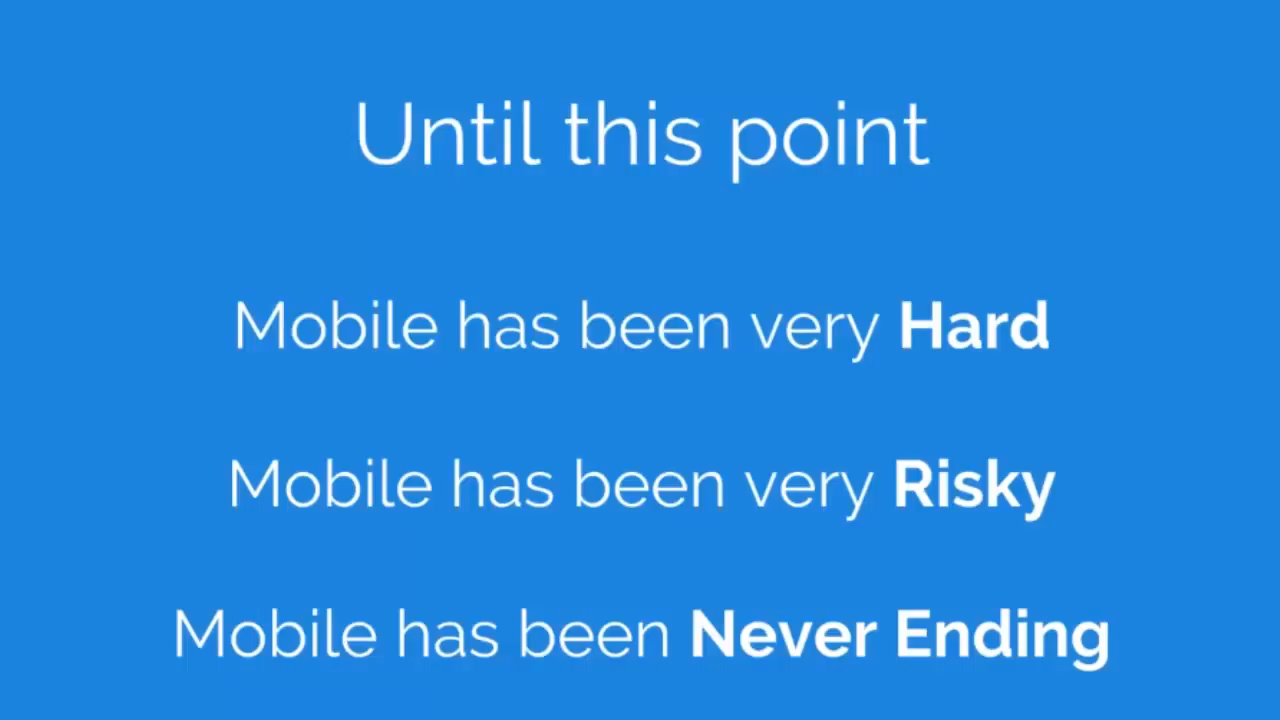 Until this point
Mobile has been very Hard
Mobile has been very Risky
Mobile has been Never Ending